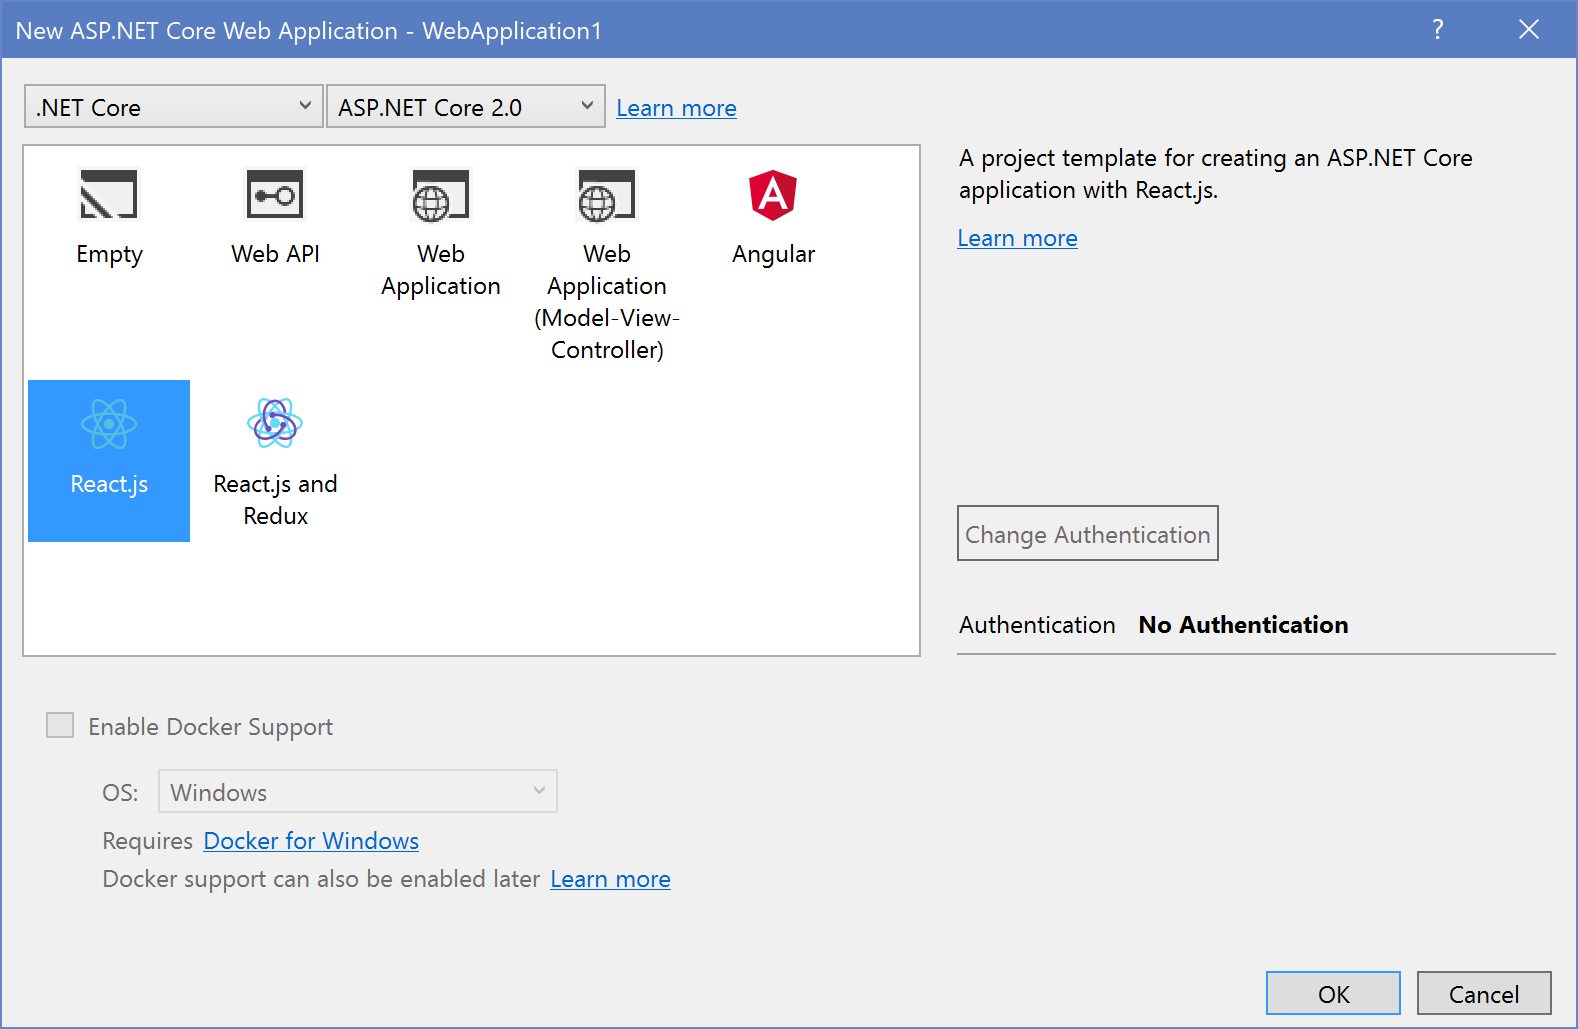 New ASP.NET Core Web Application - WebApplication1
?
.NET Core
ASP.NET Core 2.0
Learn more
Empty
Web API
Web
Application
Web
Application
(Model-View-
Controller)
Angular
React.js
React.js and
Redux
A project template for creating an ASP.NET Core
application with React.js.
Learn more
Change Authentication
Authentication No Authentication
Enable Docker Support
OS: Windows
Requires Docker for Windows
Docker support can also be enabled later Learn more
OK
Cancel